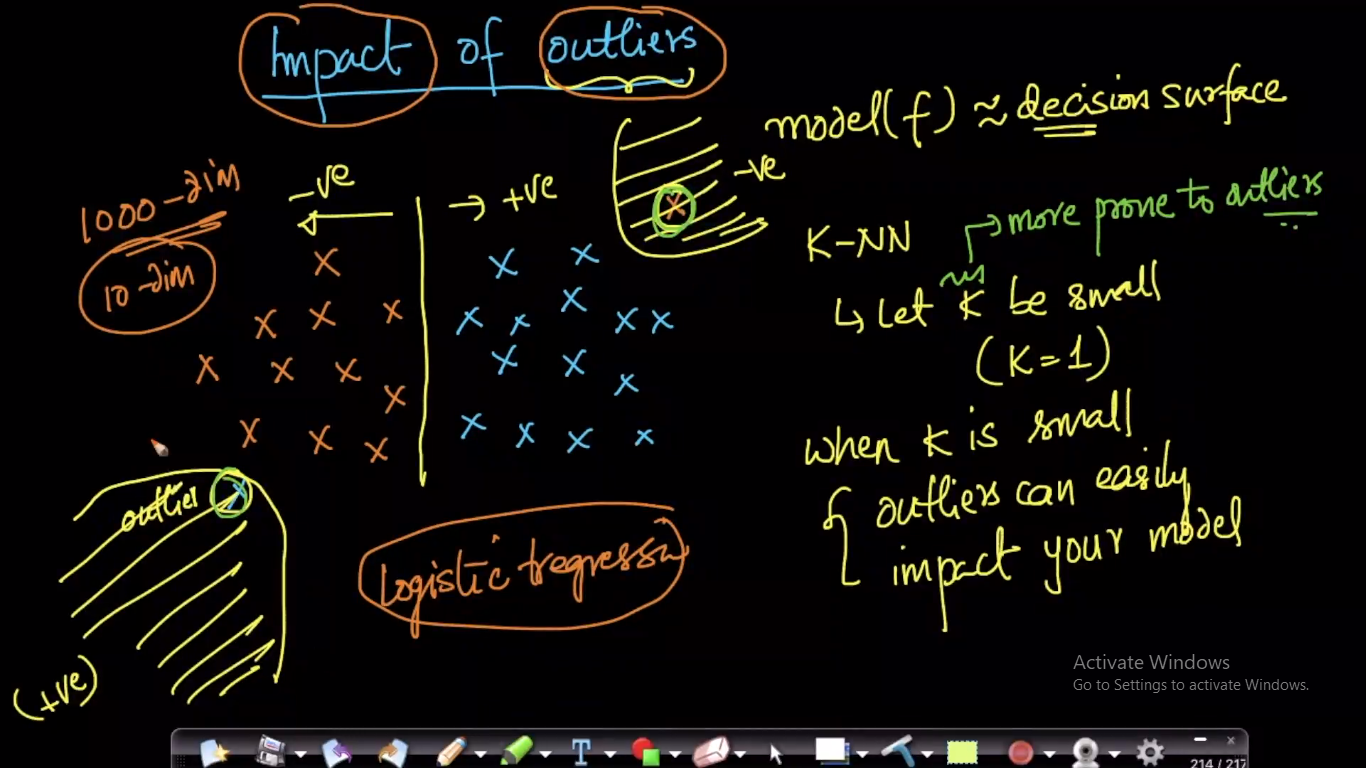 Impact of outliers
model(f) ≈ decision surface
1000-dim
10-dim
-ve
→ +ve
-ve
K-NN
→ more prone to outliers
↳ Let K be small
(K=1)
when K is small
outliers can easily
impact your model
outlier
(+ve)
Logistic regression
Activate Windows
Go to Settings to activate Windows.
T
214 / 217